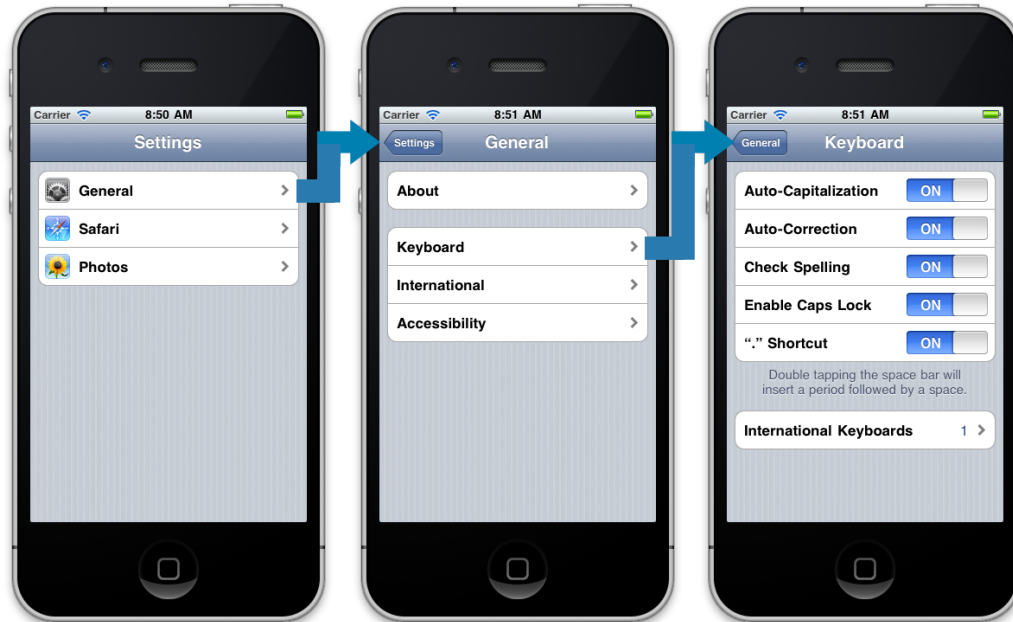 Carrier 8:50 AM
Settings
General
Safari
Photos
Carrier 8:51 AM
Settings General
About
Keyboard
International
Accessibility
Carrier 8:51 AM
General Keyboard
Auto-Capitalization ON
Auto-Correction ON
Check Spelling ON
Enable Caps Lock ON
“.” Shortcut ON
Double tapping the space bar will
insert a period followed by a space.
International Keyboards 1